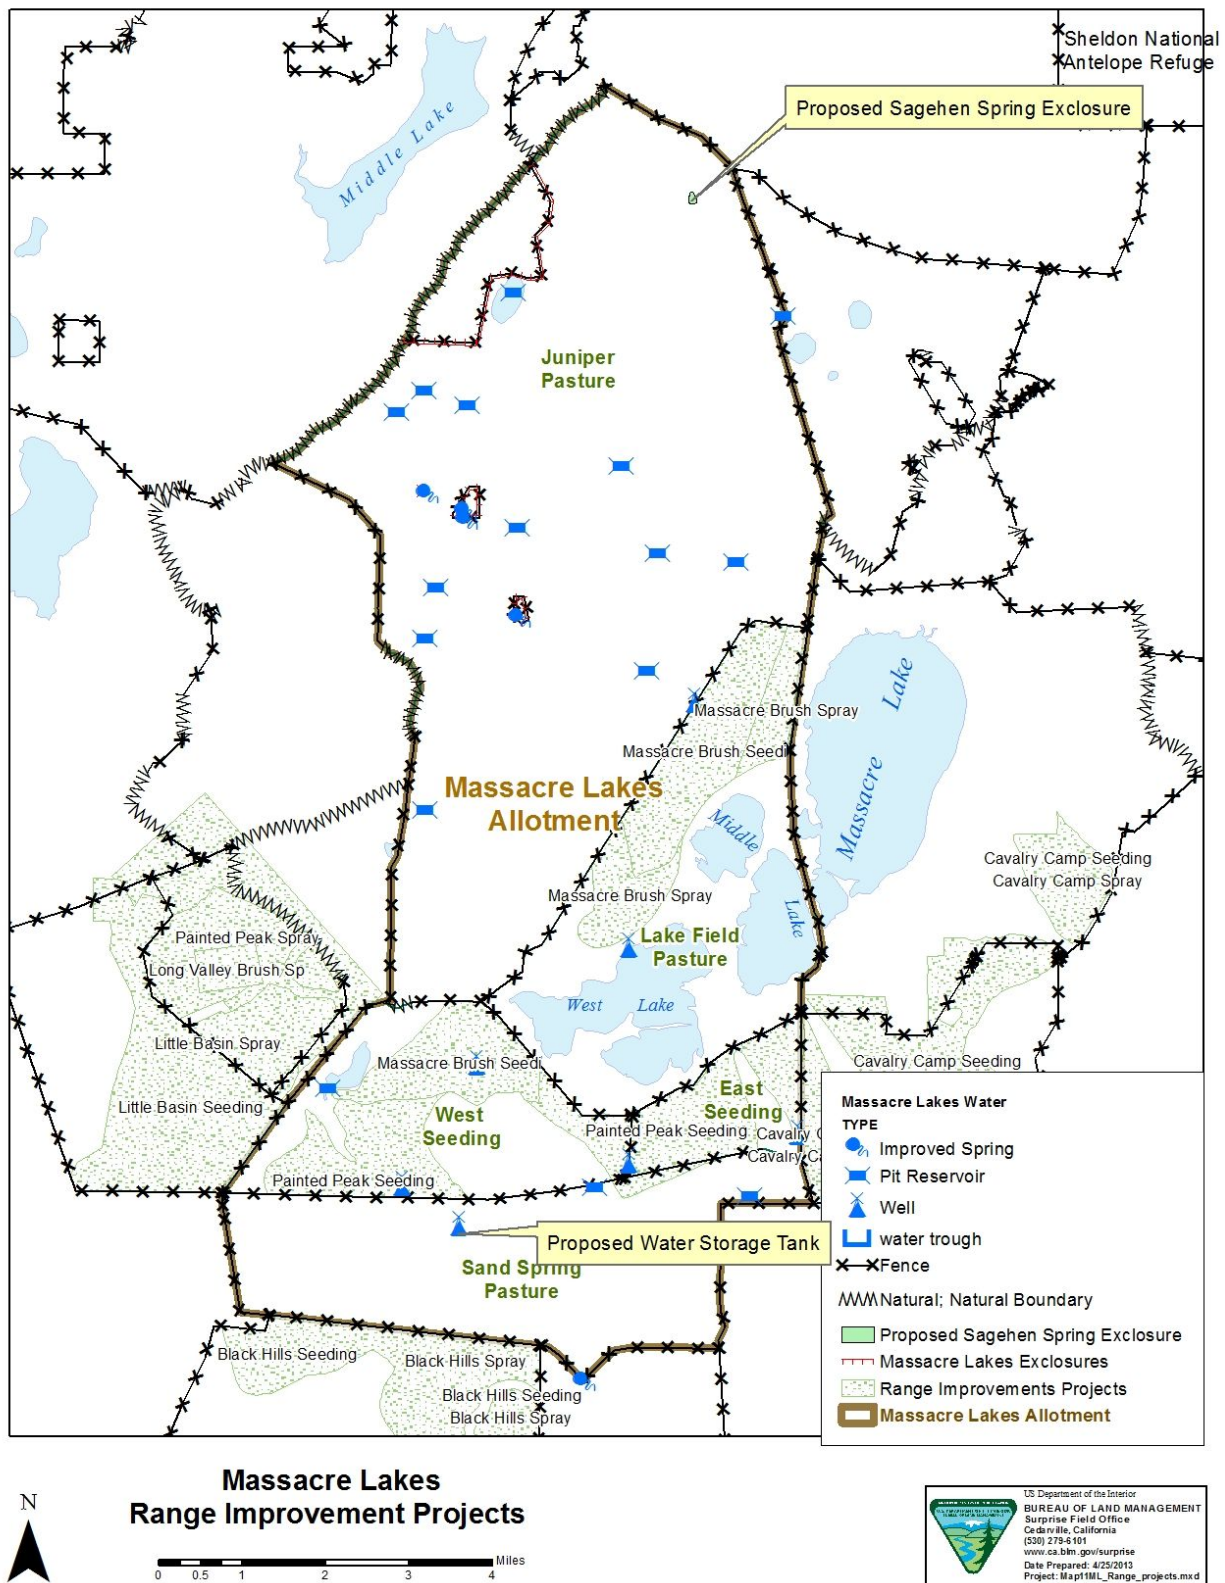 Sheldon National
Antelope Refuge
Proposed Sagehen Spring Exclosure
Middle Lake
Juniper
Pasture
Massacre Brush Spray
Massacre Brush Seedi
Massacre Lake
Massacre Lakes
Allotment
Middle
Lake
Cavalry Camp Seeding
Cavalry Camp Spray
Massacre Brush Spray
Painted Peak Spray
Lake Field
Pasture
Long Valley Brush Sp
West Lake
Little Basin Spray
Massacre Brush Seedi
Cavalry Camp Seeding
Little Basin Seeding
West
Seeding
East
Seeding
Painted Peak Seeding
Cavalry C
Cavalry Ca
Painted Peak Seeding
Proposed Water Storage Tank
Sand Spring
Pasture
Black Hills Seeding
Black Hills Spray
Black Hills Seeding
Black Hills Spray
Massacre Lakes Water
TYPE
Improved Spring
Pit Reservoir
Well
water trough
Fence
Natural; Natural Boundary
Proposed Sagehen Spring Exclosure
Massacre Lakes Exclosures
Range Improvements Projects
Massacre Lakes Allotment
N
Massacre Lakes
Range Improvement Projects
Miles
0 0.5 1 2 3 4
US Department of the Interior
BUREAU OF LAND MANAGEMENT
Surprise Field Office
Cedarville, California
(530) 279-6101
www.ca.blm.gov/surprise
Date Prepared: 4/25/2013
Project: Map11ML_Range_projects.mxd